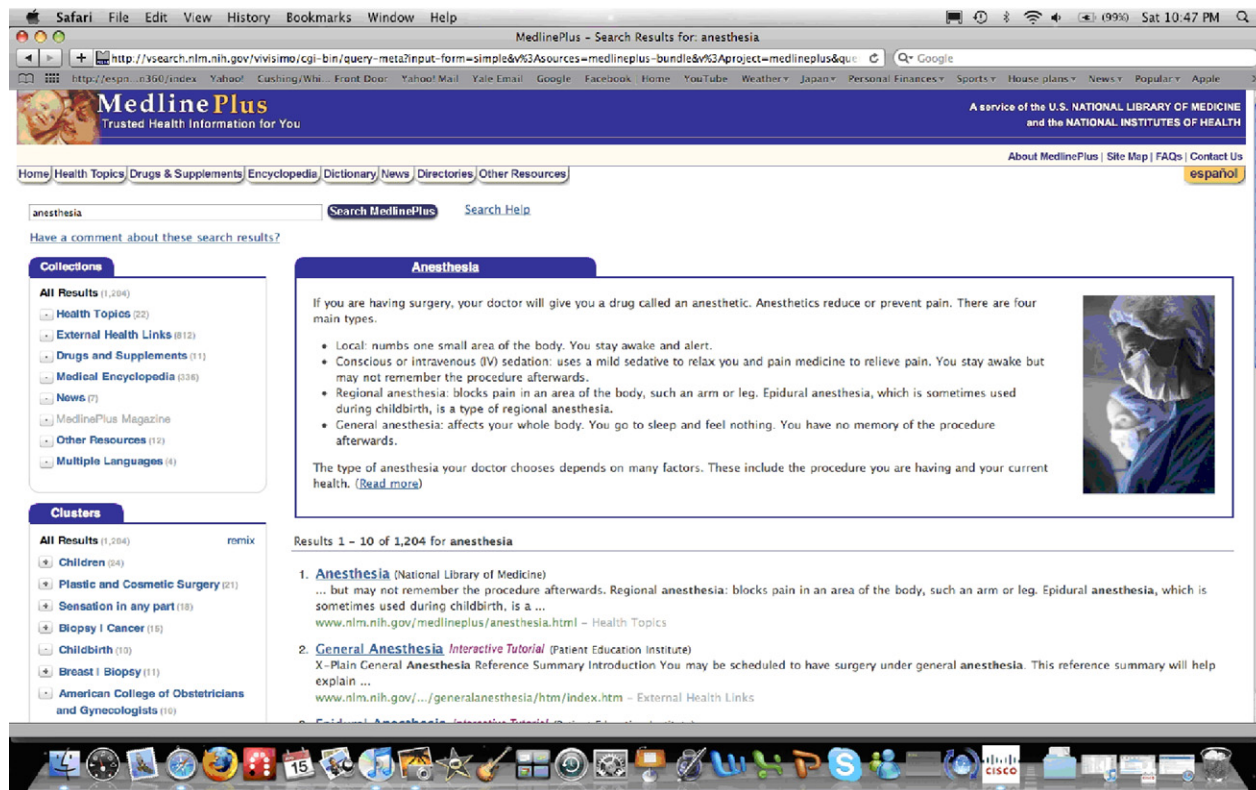 Safari File Edit View History Bookmarks Window Help (99%) Sat 10:47 PM
MedlinePlus – Search Results for: anesthesia
http://vsearch.nlm.nih.gov/vivisimo/cgi-bin/query-meta?input-form=simple&v%3Asources=medlineplus-bundle&v%3Aproject=medlineplus&que Google
http://espn...n360/index Yahoo! Cushing/Whi... Front Door Yahoo! Mail Yale Email Google Facebook Home YouTube Weather Japan Personal Finances Sports House plans News Popular Apple
MedlinePlus
Trusted Health Information for You
A service of the U.S. NATIONAL LIBRARY OF MEDICINE
and the NATIONAL INSTITUTES OF HEALTH
About MedlinePlus | Site Map | FAQs | Contact Us
Home Health Topics Drugs & Supplements Encyclopedia Dictionary News Directories Other Resources español
anesthesia Search MedlinePlus Search Help
Have a comment about these search results?
Collections
All Results (1,204)
Health Topics (22)
External Health Links (812)
Drugs and Supplements (11)
Medical Encyclopedia (336)
News (7)
MedlinePlus Magazine
Other Resources (12)
Multiple Languages (4)
Clusters
All Results (1,204) remix
Children (24)
Plastic and Cosmetic Surgery (21)
Sensation in any part (18)
Biopsy | Cancer (15)
Childbirth (10)
Breast | Biopsy (11)
American College of Obstetricians
and Gynecologists (10)
Anesthesia
If you are having surgery, your doctor will give you a drug called an anesthetic. Anesthetics reduce or prevent pain. There are four
main types.
• Local: numbs one small area of the body. You stay awake and alert.
• Conscious or intravenous (IV) sedation: uses a mild sedative to relax you and pain medicine to relieve pain. You stay awake but
may not remember the procedure afterwards.
• Regional anesthesia: blocks pain in an area of the body, such an arm or leg. Epidural anesthesia, which is sometimes used
during childbirth, is a type of regional anesthesia.
• General anesthesia: affects your whole body. You go to sleep and feel nothing. You have no memory of the procedure
afterwards.
The type of anesthesia your doctor chooses depends on many factors. These include the procedure you are having and your current
health. (Read more)
Results 1 – 10 of 1,204 for anesthesia
1. Anesthesia (National Library of Medicine)
... but may not remember the procedure afterwards. Regional anesthesia: blocks pain in an area of the body, such an arm or leg. Epidural anesthesia, which is
sometimes used during childbirth, is a ...
www.nlm.nih.gov/medlineplus/anesthesia.html – Health Topics
2. General Anesthesia Interactive Tutorial (Patient Education Institute)
X-Plain General Anesthesia Reference Summary Introduction You may be scheduled to have surgery under general anesthesia. This reference summary will help
explain ...
www.nlm.nih.gov/.../generalanesthesia/htm/index.htm – External Health Links
15
CISCO